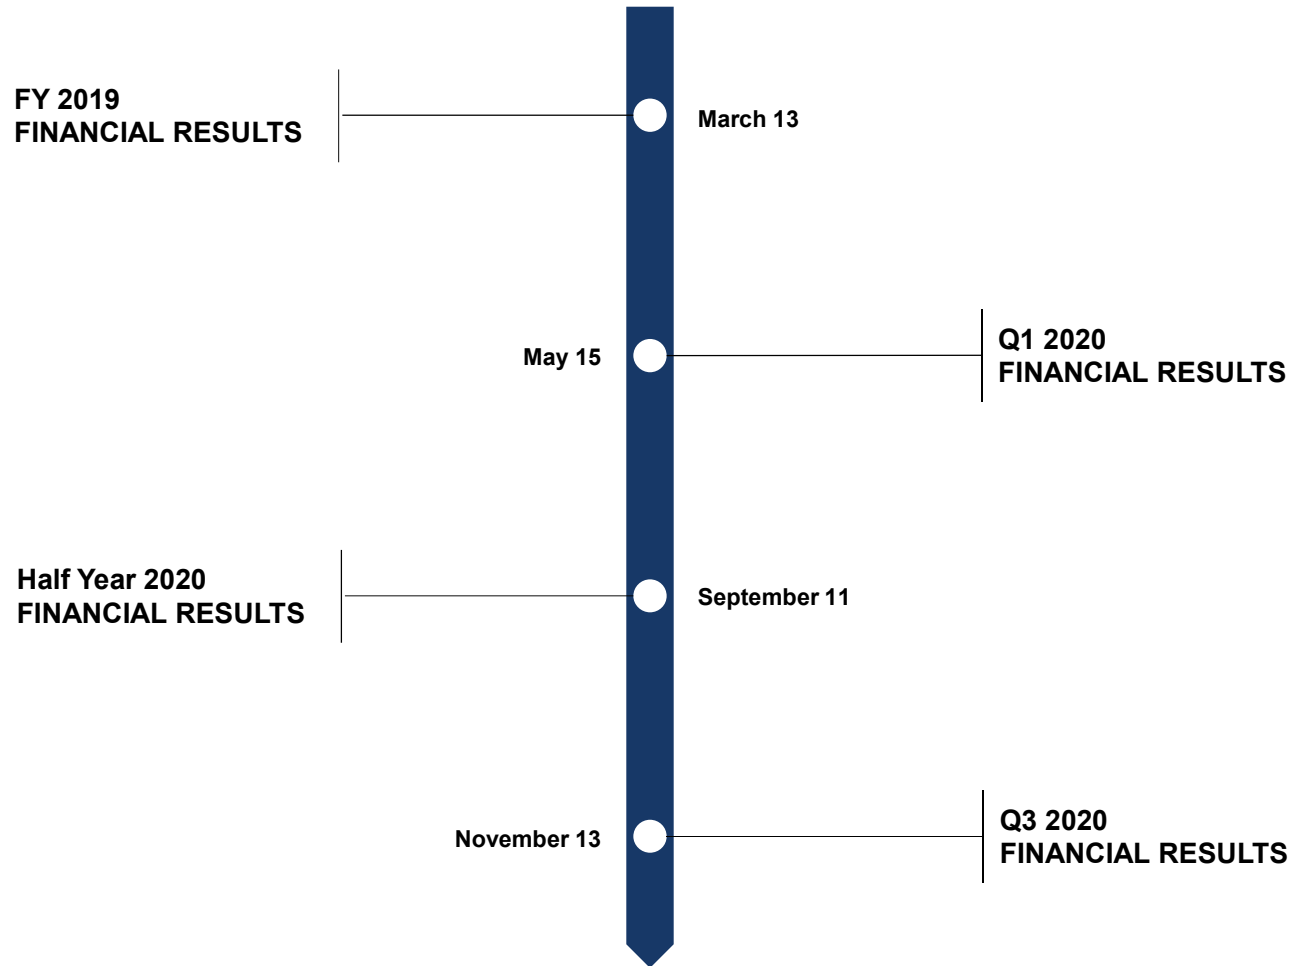 FY 2019
FINANCIAL RESULTS
March 13
May 15
Q1 2020
FINANCIAL RESULTS
Half Year 2020
FINANCIAL RESULTS
September 11
November 13
Q3 2020
FINANCIAL RESULTS